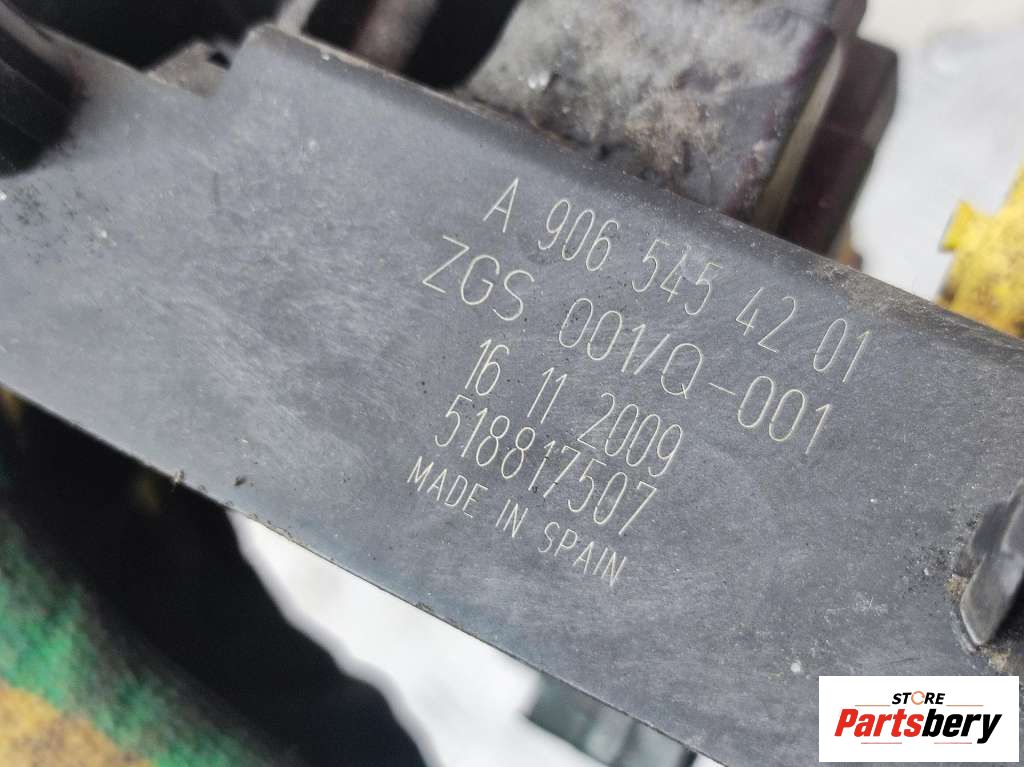 A 906 545 42 01
ZGS 001/Q-001
16 11 2009
518817507
MADE IN SPAIN
STORE
Partsbery